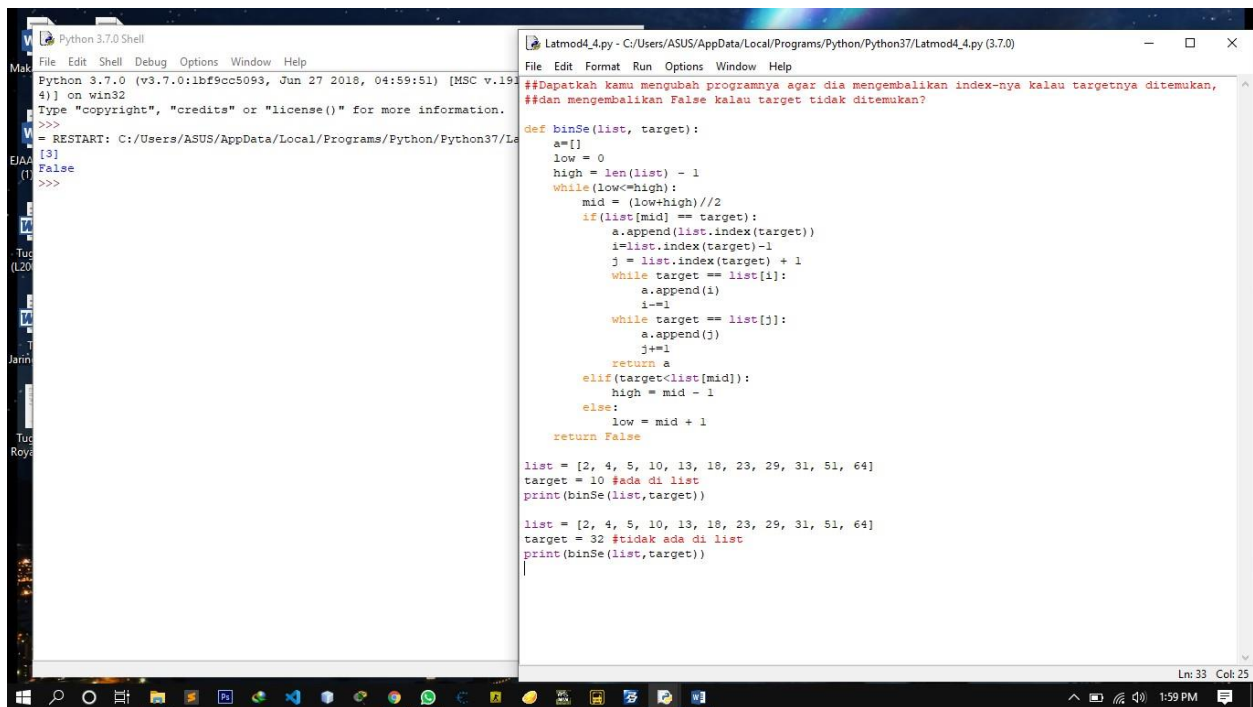 Python 3.7.0 Shell
File Edit Shell Debug Options Window Help
Python 3.7.0 (v3.7.0:1bf9cc5093, Jun 27 2018, 04:59:51) [MSC v.191
4)] on win32
Type "copyright", "credits" or "license()" for more information.
>>>
= RESTART: C:/Users/ASUS/AppData/Local/Programs/Python/Python37/La
[3]
False
>>>
Latmod4_4.py - C:/Users/ASUS/AppData/Local/Programs/Python/Python37/Latmod4_4.py (3.7.0)
File Edit Format Run Options Window Help
##Dapatkah kamu mengubah programnya agar dia mengembalikan index-nya kalau targetnya ditemukan,
##dan mengembalikan False kalau target tidak ditemukan?
def binSe(list, target):
    a=[]
    low = 0
    high = len(list) - 1
    while(low<=high):
        mid = (low+high)//2
        if(list[mid] == target):
            a.append(list.index(target))
            i=list.index(target)-1
            j = list.index(target) + 1
            while target == list[i]:
                a.append(i)
                i-=1
            while target == list[j]:
                a.append(j)
                j+=1
            return a
        elif(target<list[mid]):
            high = mid - 1
        else:
            low = mid + 1
    return False
list = [2, 4, 5, 10, 13, 18, 23, 29, 31, 51, 64]
target = 10 #ada di list
print(binSe(list,target))
list = [2, 4, 5, 10, 13, 18, 23, 29, 31, 51, 64]
target = 32 #tidak ada di list
print(binSe(list,target))
Ln: 33 Col: 25
Mak
EJAA
(1)
Tug
(L20
Jarin
Tug
Roya
1:59 PM